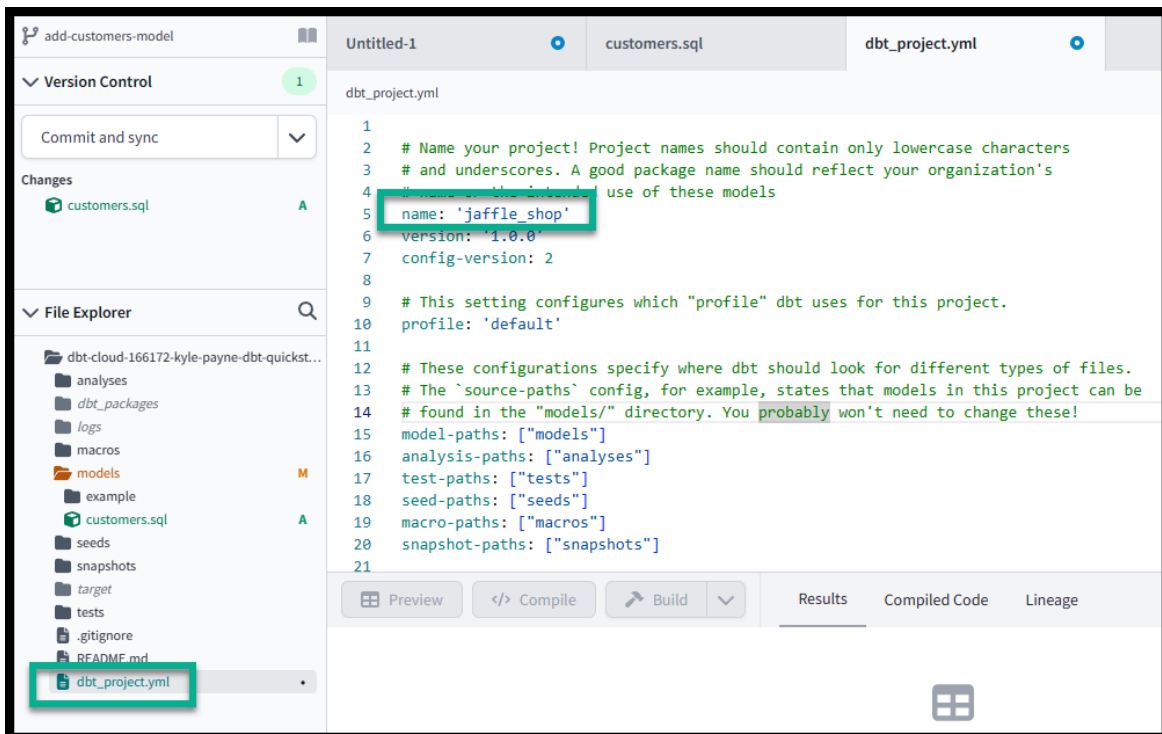 add-customers-model
Version Control
1
Commit and sync
Changes
customers.sql
A
File Explorer
dbt-cloud-166172-kyle-payne-dbt-quickst...
analyses
dbt_packages
logs
macros
models
M
example
customers.sql
A
seeds
snapshots
target
tests
.gitignore
README.md
dbt_project.yml
Untitled-1
customers.sql
dbt_project.yml
dbt_project.yml
1
2 # Name your project! Project names should contain only lowercase characters
3 # and underscores. A good package name should reflect your organization's
4 # name or the intended use of these models
5 name: 'jaffle_shop'
6 version: '1.0.0'
7 config-version: 2
8
9 # This setting configures which "profile" dbt uses for this project.
10 profile: 'default'
11
12 # These configurations specify where dbt should look for different types of files.
13 # The `source-paths` config, for example, states that models in this project can be
14 # found in the "models/" directory. You probably won't need to change these!
15 model-paths: ["models"]
16 analysis-paths: ["analyses"]
17 test-paths: ["tests"]
18 seed-paths: ["seeds"]
19 macro-paths: ["macros"]
20 snapshot-paths: ["snapshots"]
21
Preview
</> Compile
Build
Results
Compiled Code
Lineage